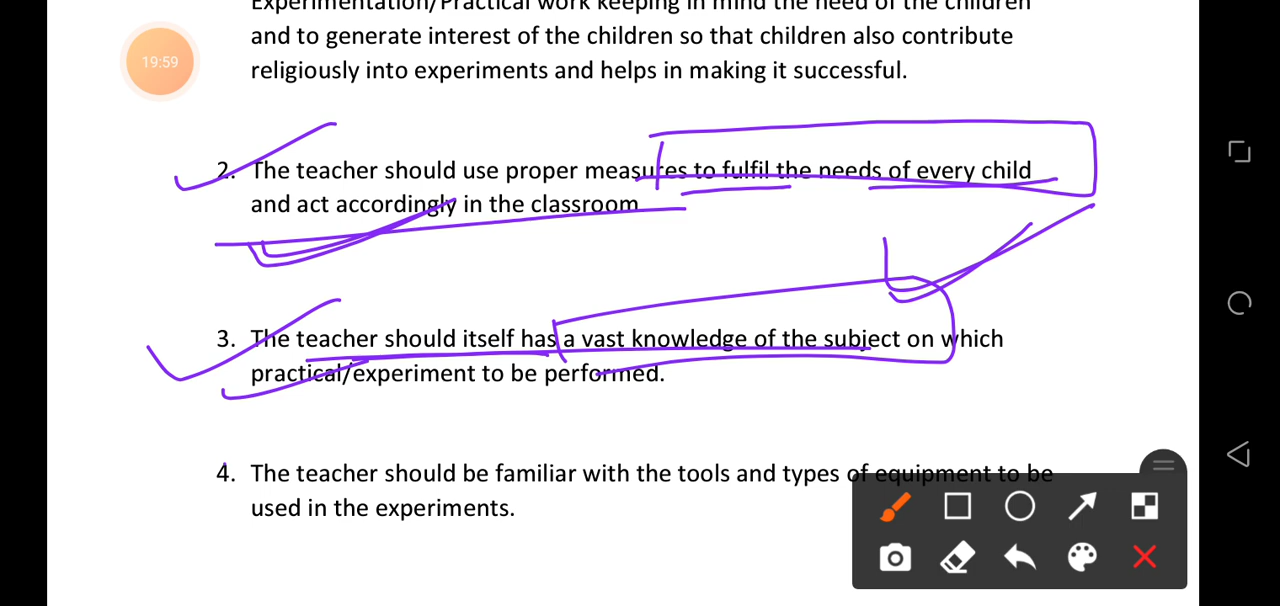 Experimentation/Practical work keeping in mind the need of the children
and to generate interest of the children so that children also contribute
religiously into experiments and helps in making it successful.
19:59
2. The teacher should use proper measures to fulfil the needs of every child
and act accordingly in the classroom
3. The teacher should itself has a vast knowledge of the subject on which
practical/experiment to be performed.
4. The teacher should be familiar with the tools and types of equipment to be
used in the experiments.